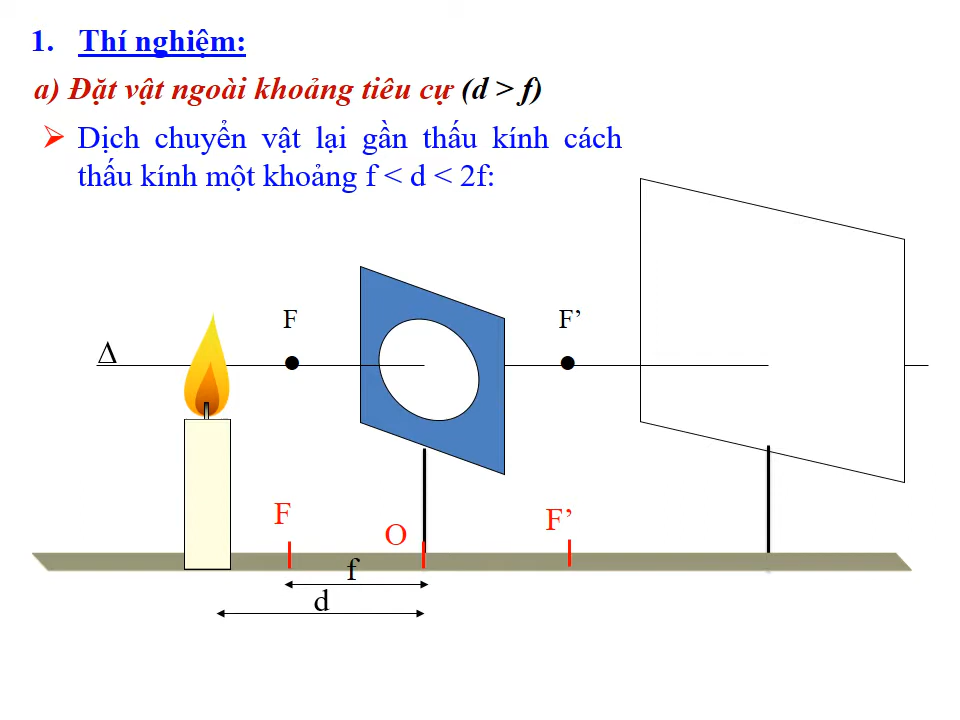 1. Thí nghiệm:
a) Đặt vật ngoài khoảng tiêu cự (d > f)
➢ Dịch chuyển vật lại gần thấu kính cách
thấu kính một khoảng f < d < 2f:
F
F’
Δ
F
O
F’
f
d